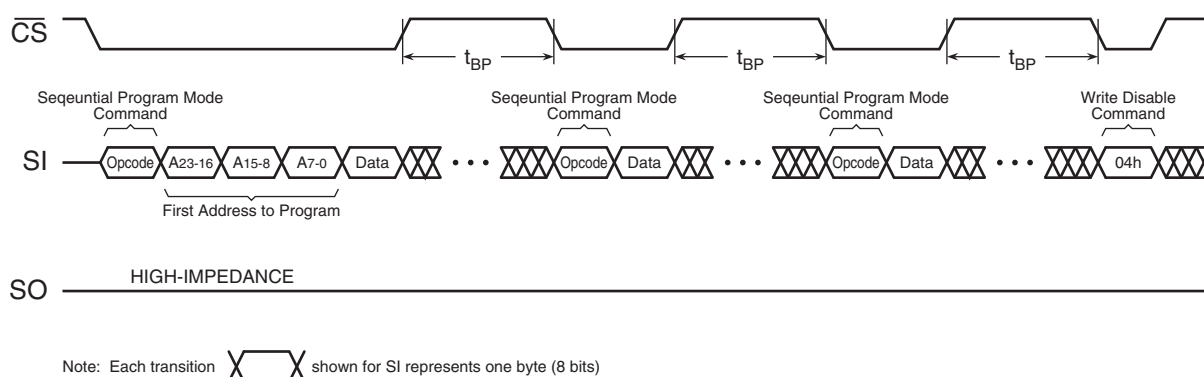 CS
tBP tBP tBP
Seqeuntial Program Mode
Command
Seqeuntial Program Mode
Command
Seqeuntial Program Mode
Command
Write Disable
Command
SI Opcode A23-16 A15-8 A7-0 Data • • • Opcode Data • • • Opcode Data • • • 04h
First Address to Program
HIGH-IMPEDANCE
SO
Note: Each transition shown for SI represents one byte (8 bits)